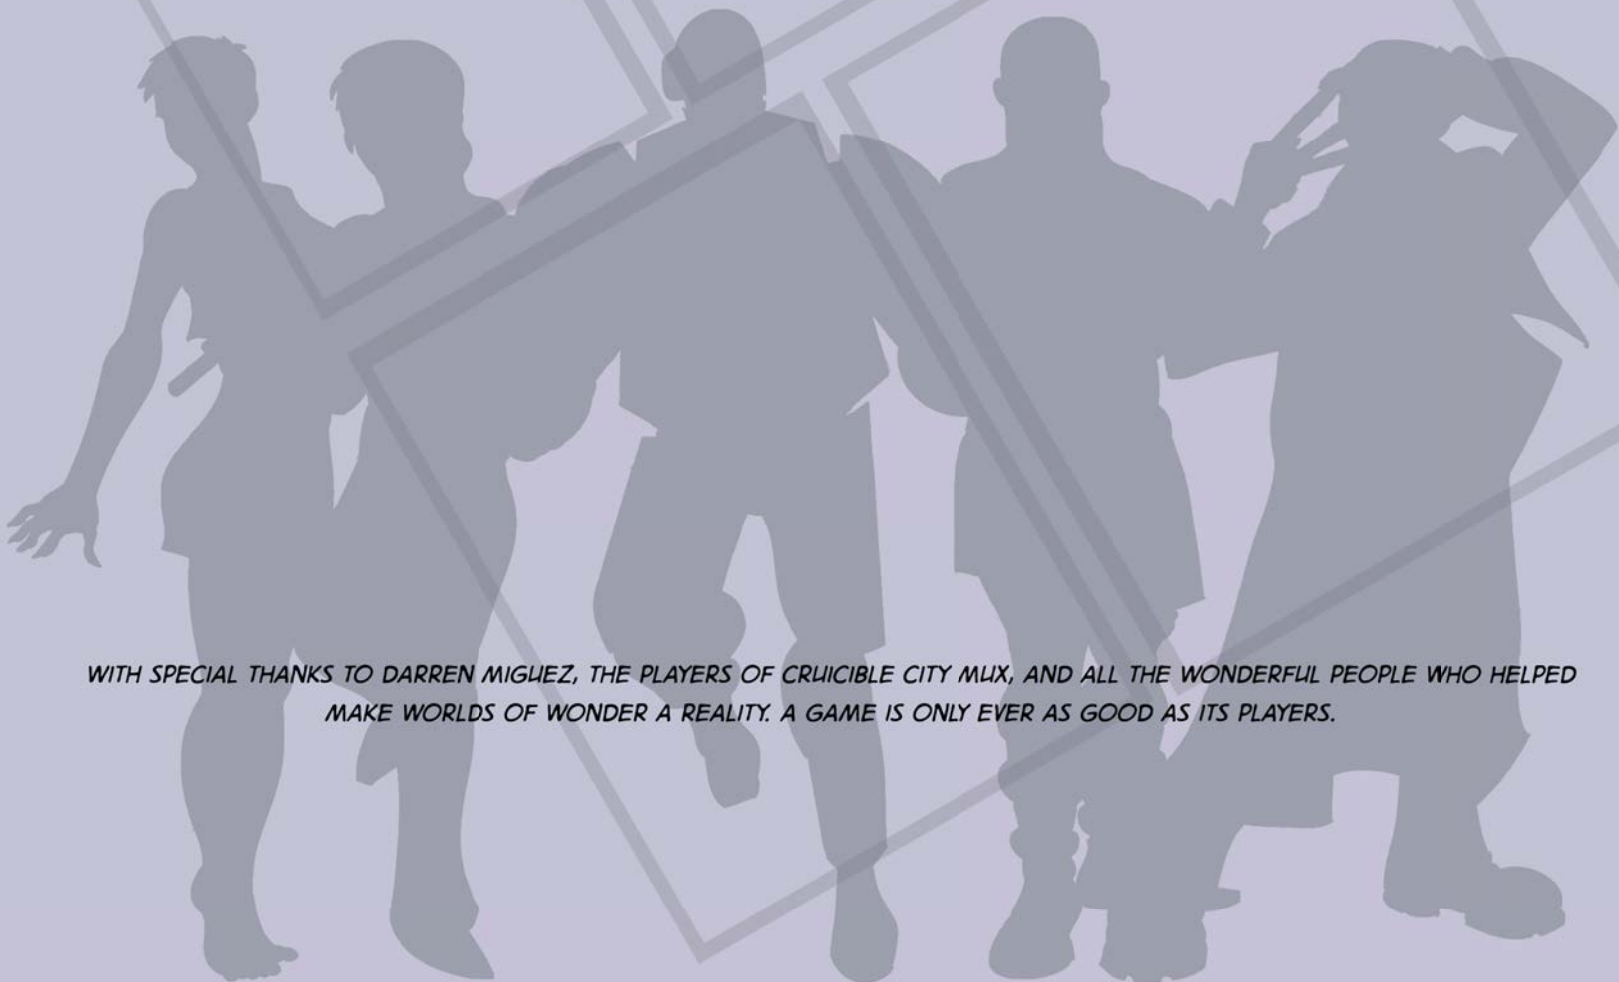 WITH SPECIAL THANKS TO DARREN MIGUEZ, THE PLAYERS OF CRUICIBLE CITY MUX, AND ALL THE WONDERFUL PEOPLE WHO HELPED
MAKE WORLDS OF WONDER A REALITY. A GAME IS ONLY EVER AS GOOD AS ITS PLAYERS.